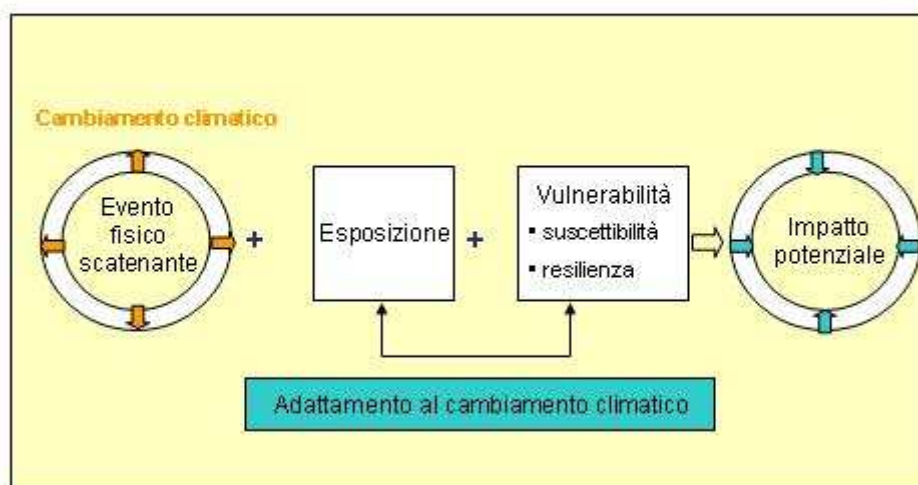 Cambiamento climatico
Evento
fisico
scatenante
+
Esposizione
+
Vulnerabilità
▪ suscettibilità
▪ resilienza
Impatto
potenziale
Adattamento al cambiamento climatico